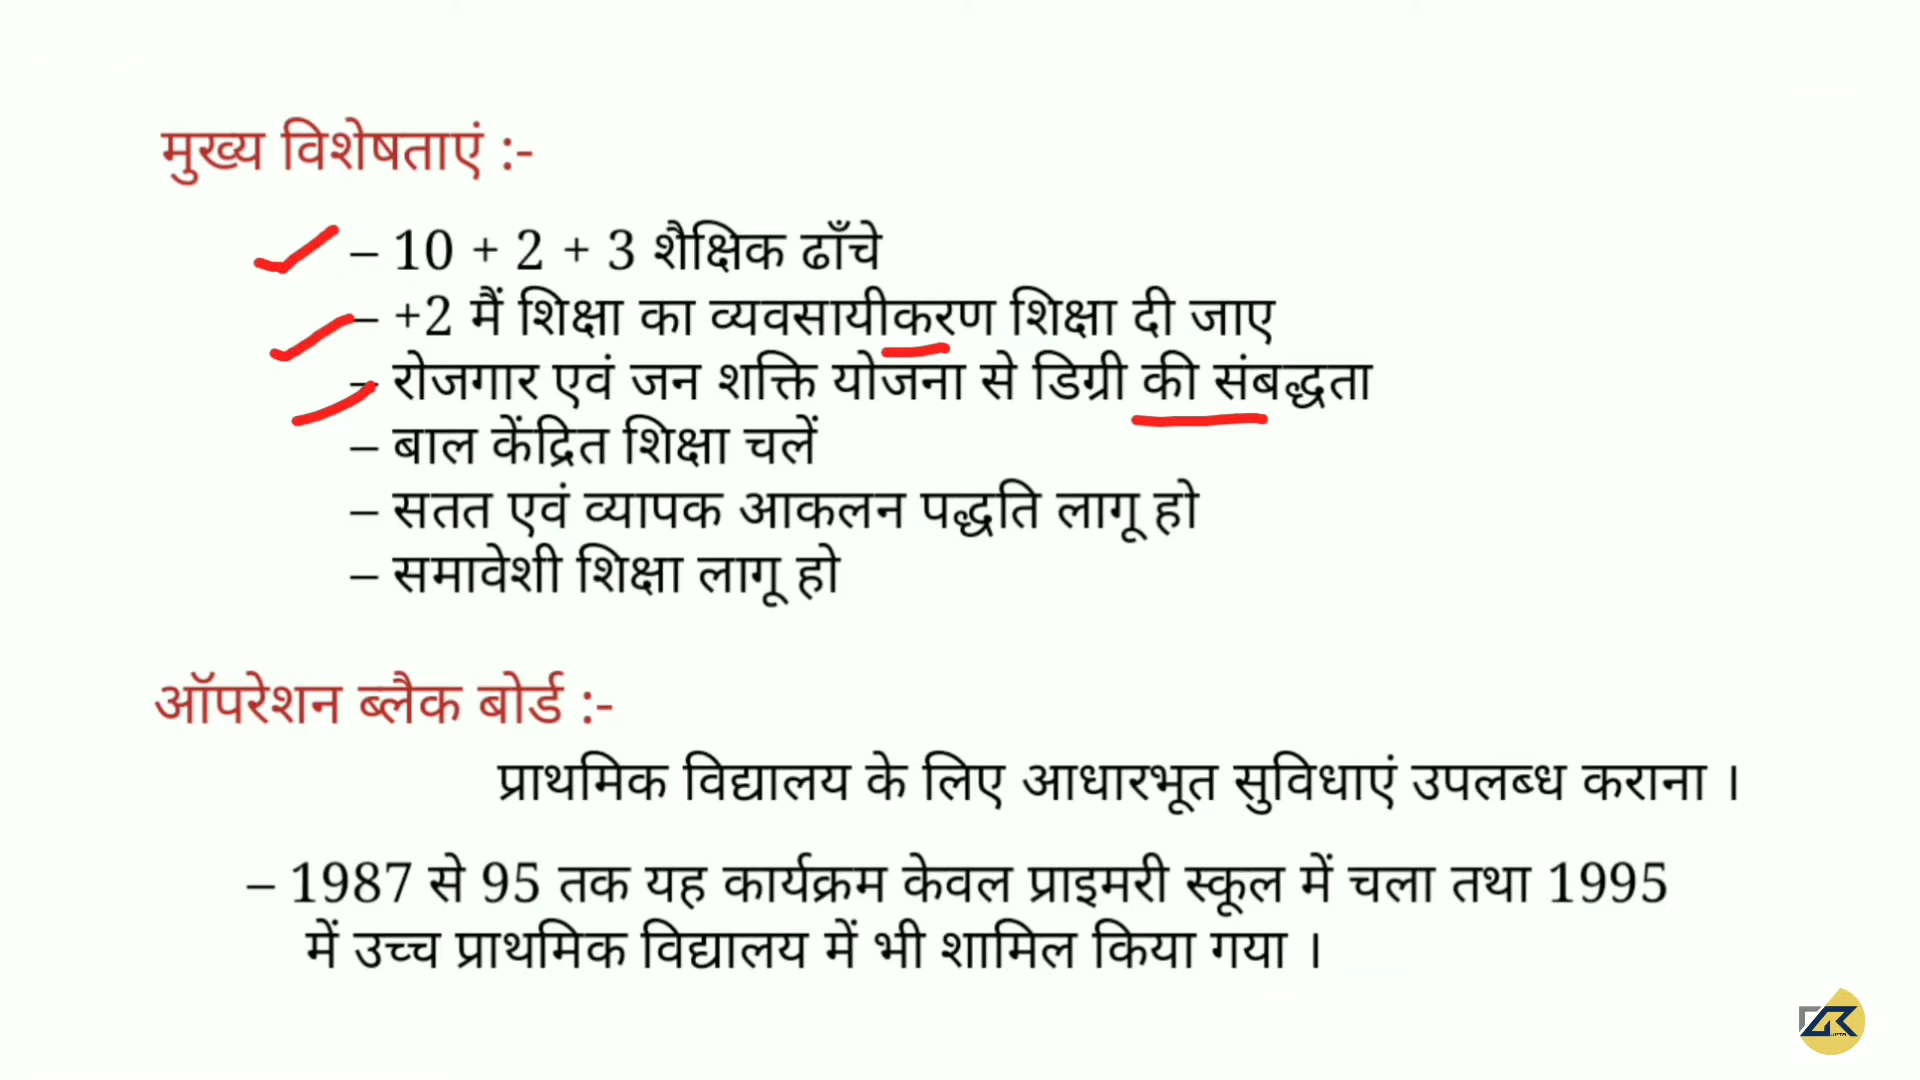 मुख्य विशेषताएं :-
– 10 + 2 + 3 शैक्षिक ढाँचे
– +2 मैं शिक्षा का व्यवसायीकरण शिक्षा दी जाए
– रोजगार एवं जन शक्ति योजना से डिग्री की संबद्धता
– बाल केंद्रित शिक्षा चलें
– सतत एवं व्यापक आकलन पद्धति लागू हो
– समावेशी शिक्षा लागू हो
ऑपरेशन ब्लैक बोर्ड :-
प्राथमिक विद्यालय के लिए आधारभूत सुविधाएं उपलब्ध कराना ।
– 1987 से 95 तक यह कार्यक्रम केवल प्राइमरी स्कूल में चला तथा 1995
में उच्च प्राथमिक विद्यालय में भी शामिल किया गया ।